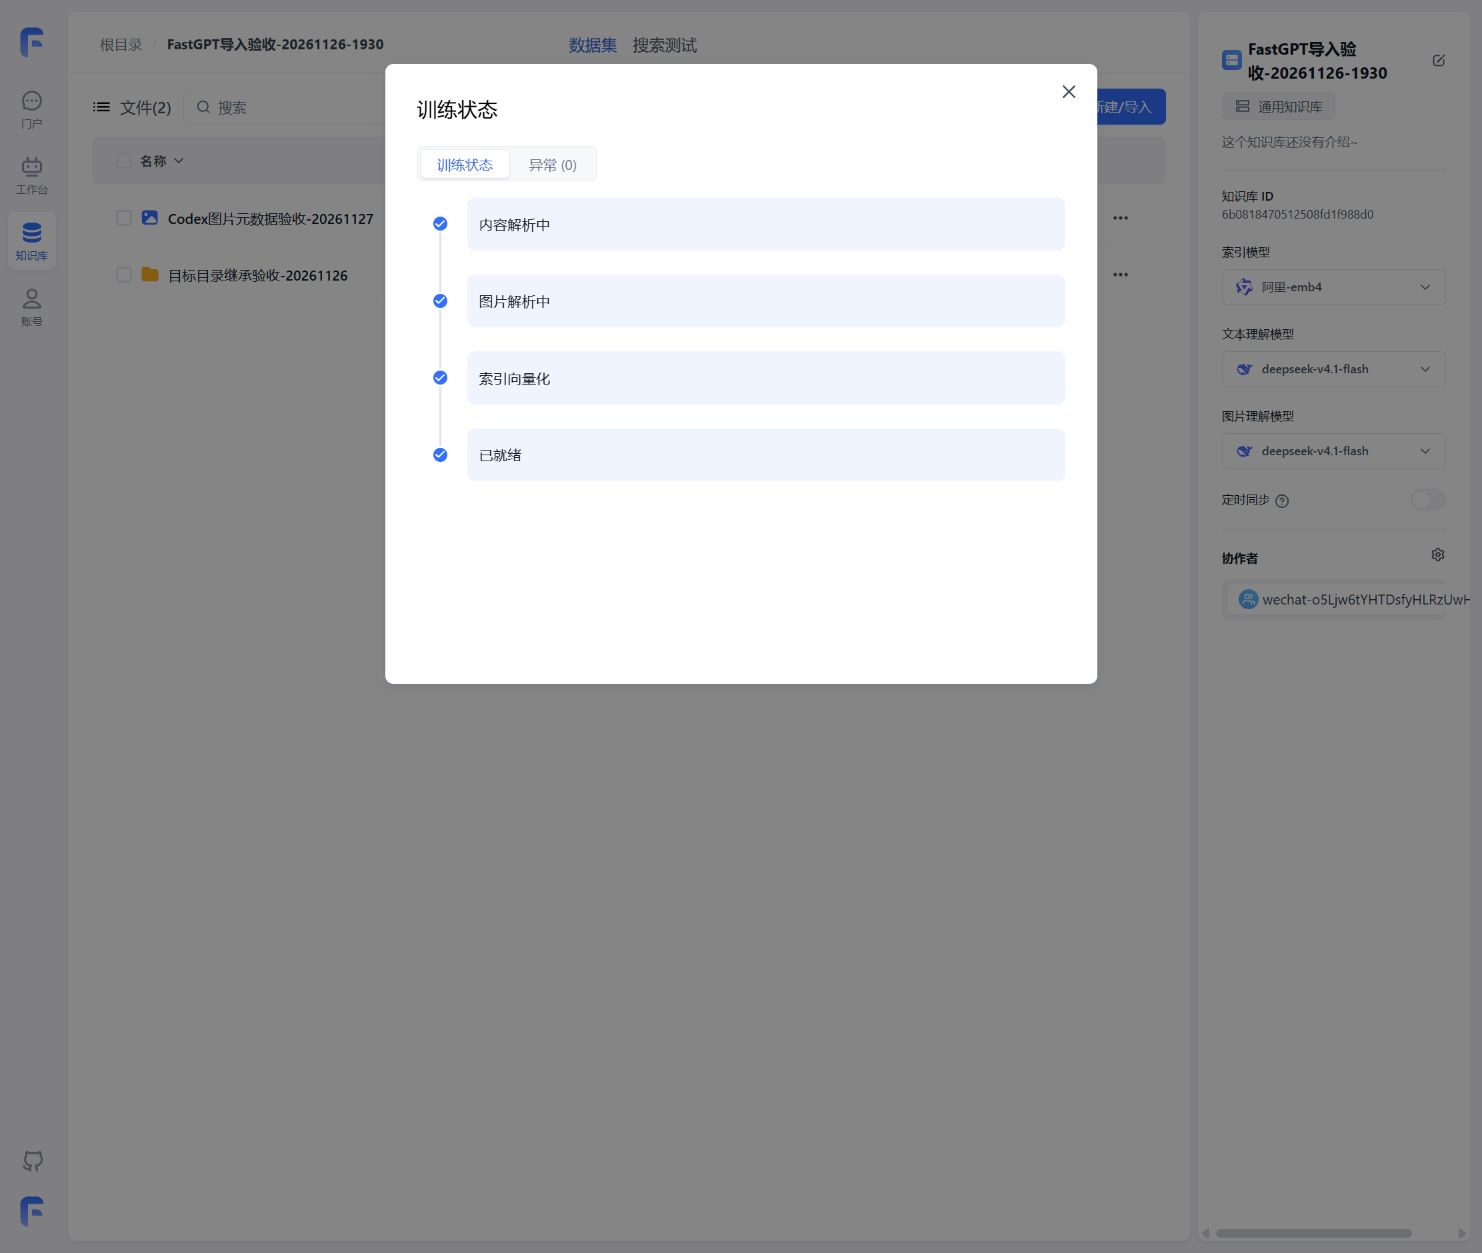 门户
工作台
知识库
账号
根目录 / FastGPT导入验收-20261126-1930
数据集 搜索测试
文件(2)
搜索
建/导入
名称
Codex图片元数据验收-20261127
目标目录继承验收-20261126
训练状态
训练状态
异常 (0)
内容解析中
图片解析中
索引向量化
已就绪
FastGPT导入验
收-20261126-1930
通用知识库
这个知识库还没有介绍~
知识库 ID
6b0818470512508fd1f988d0
索引模型
阿里-emb4
文本理解模型
deepseek-v4.1-flash
图片理解模型
deepseek-v4.1-flash
定时同步
协作者
wechat-o5Ljw6tYHTDsfyHLRzUwH